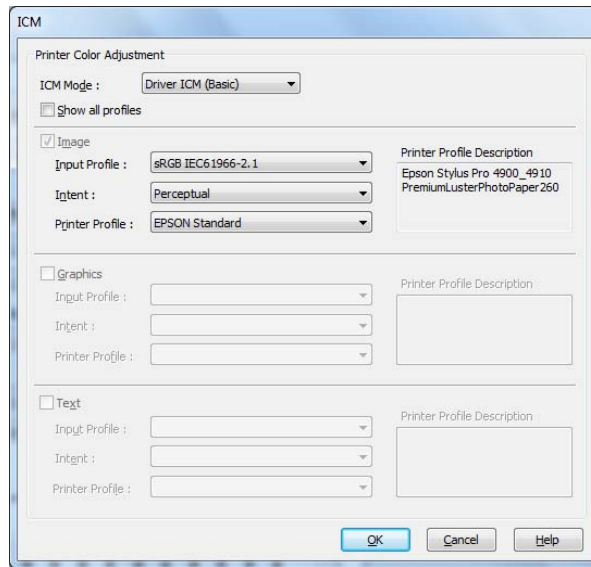 ICM
Printer Color Adjustment
ICM Mode : Driver ICM (Basic)
Show all profiles
Image
Input Profile : sRGB IEC61966-2.1
Intent : Perceptual
Printer Profile : EPSON Standard
Printer Profile Description
Epson Stylus Pro 4900_4910
PremiumLusterPhotoPaper260
Graphics
Input Profile :
Intent :
Printer Profile :
Printer Profile Description
Text
Input Profile :
Intent :
Printer Profile :
Printer Profile Description
OK Cancel Help